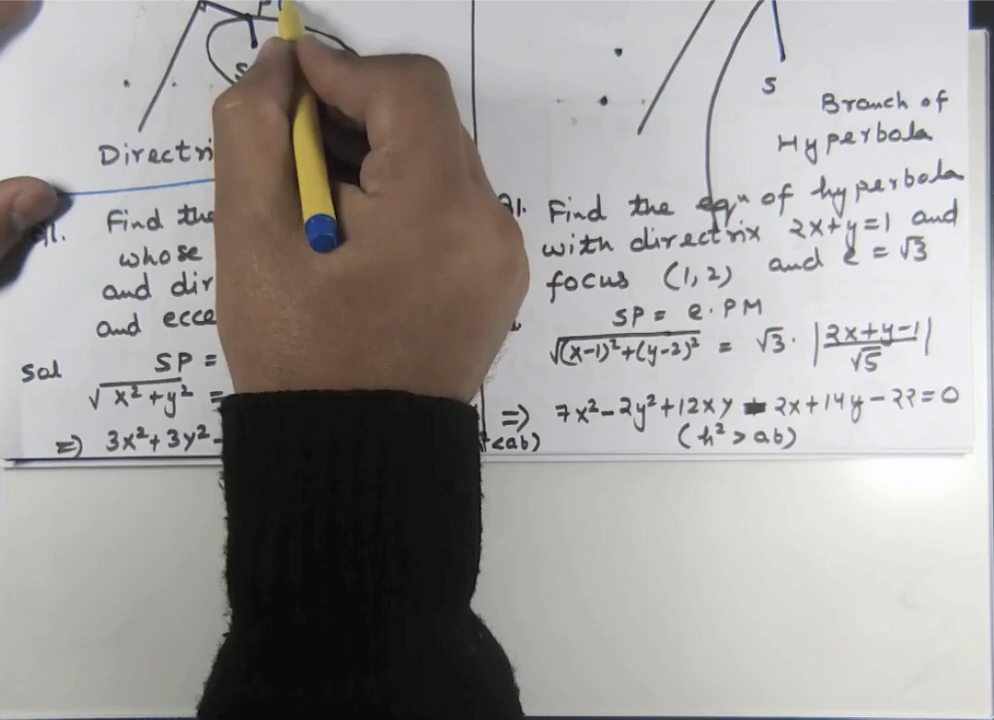 S
Directri
Q1. Find the
whose
and dir
and ecce
Sol SP =
√x²+y² =
=) 3x²+3y²-
S
Branch of
Hyperbola
Q1. Find the eqⁿ of hyperbola
with directrix 2x+y=1 and
focus (1,2) and e = √3
SP = e.PM
√(x-1)²+(y-2)² = √3. |2x+y-1/√5|
=> 7x²-2y²+12xy - 2x+14y-22=0
<ab) (h²>ab)